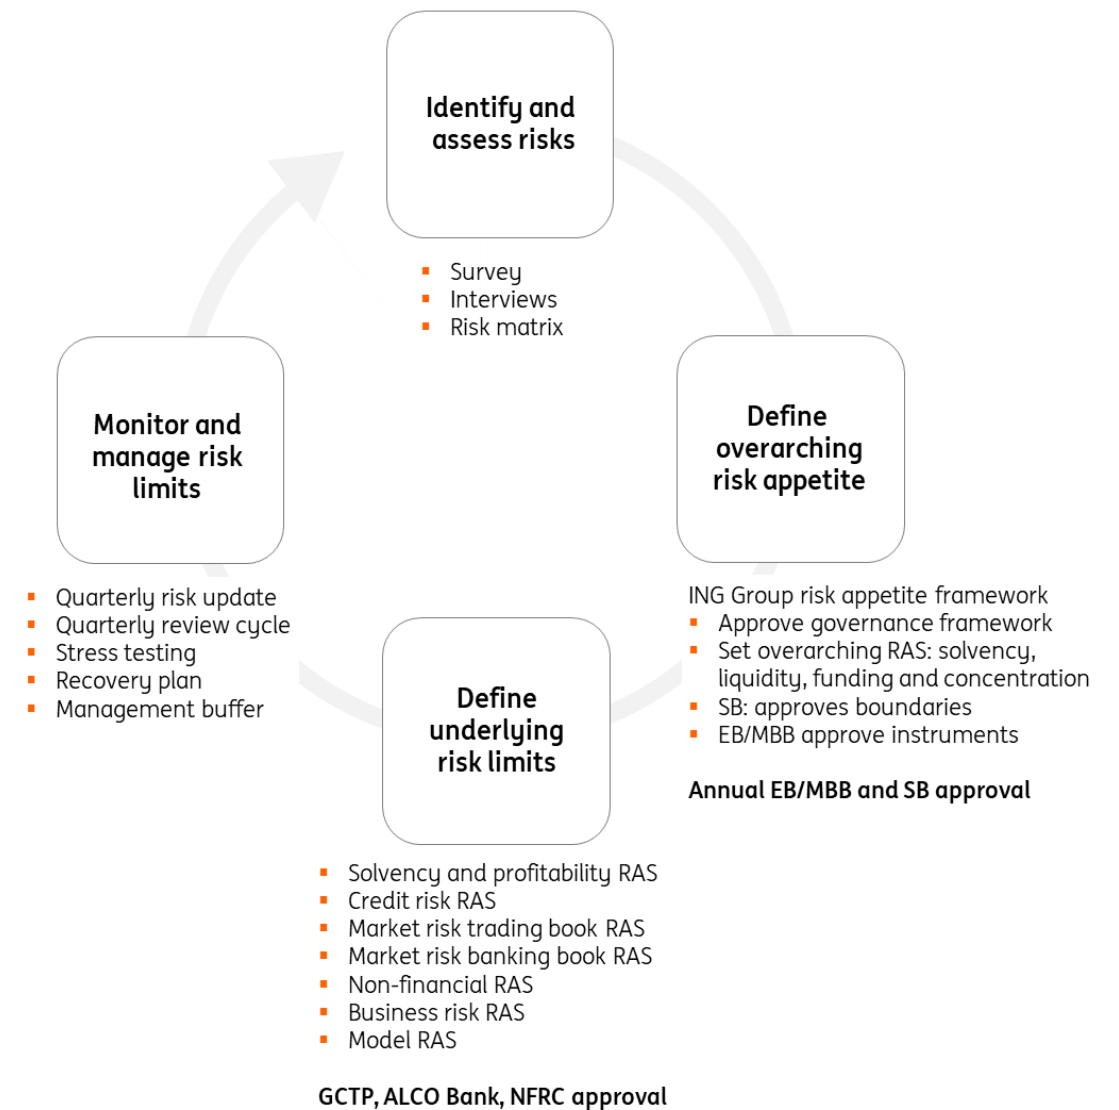 Identify and
assess risks
▪ Survey
▪ Interviews
▪ Risk matrix
Define
overarching
risk appetite
ING Group risk appetite framework
▪ Approve governance framework
▪ Set overarching RAS: solvency,
liquidity, funding and concentration
▪ SB: approves boundaries
▪ EB/MBB approve instruments
Annual EB/MBB and SB approval
Define
underlying
risk limits
▪ Solvency and profitability RAS
▪ Credit risk RAS
▪ Market risk trading book RAS
▪ Market risk banking book RAS
▪ Non-financial RAS
▪ Business risk RAS
▪ Model RAS
GCTP, ALCO Bank, NFRC approval
Monitor and
manage risk
limits
▪ Quarterly risk update
▪ Quarterly review cycle
▪ Stress testing
▪ Recovery plan
▪ Management buffer